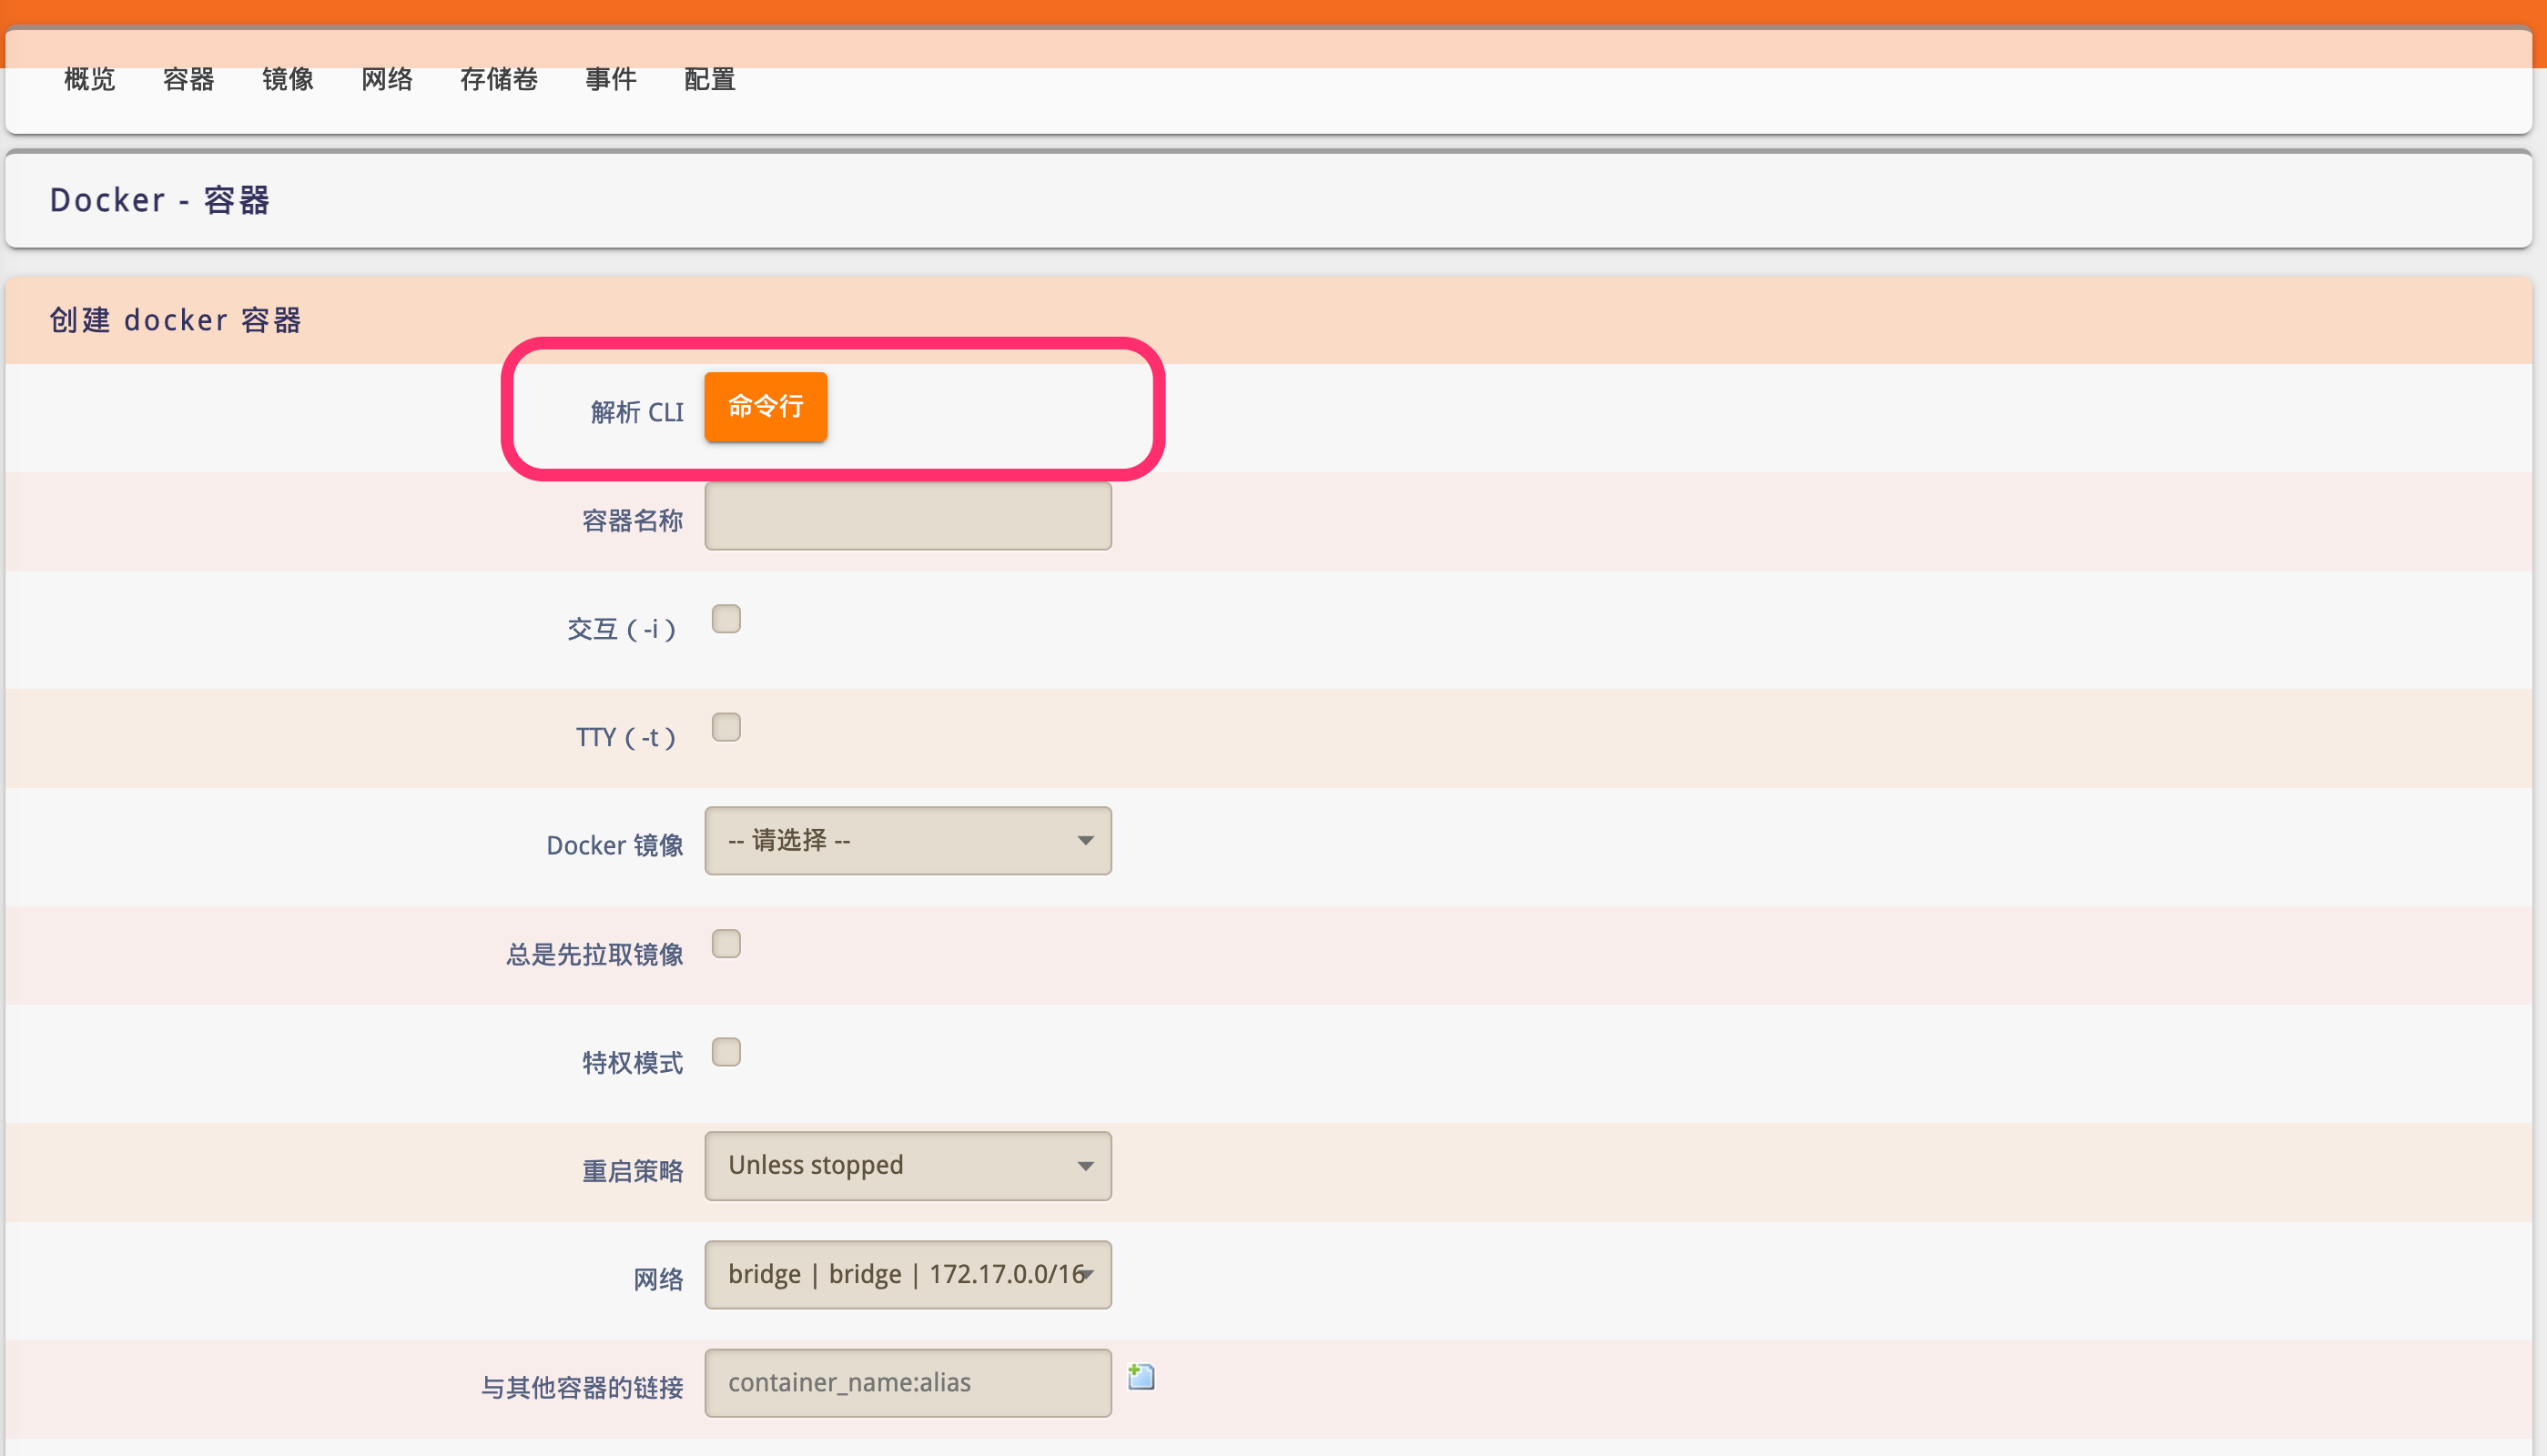 概览 容器 镜像 网络 存储卷 事件 配置
Docker - 容器
创建 docker 容器
解析 CLI 命令行
容器名称
交互（-i）
TTY（-t）
Docker 镜像 -- 请选择 --
总是先拉取镜像
特权模式
重启策略 Unless stopped
网络 bridge | bridge | 172.17.0.0/16
与其他容器的链接 container_name:alias